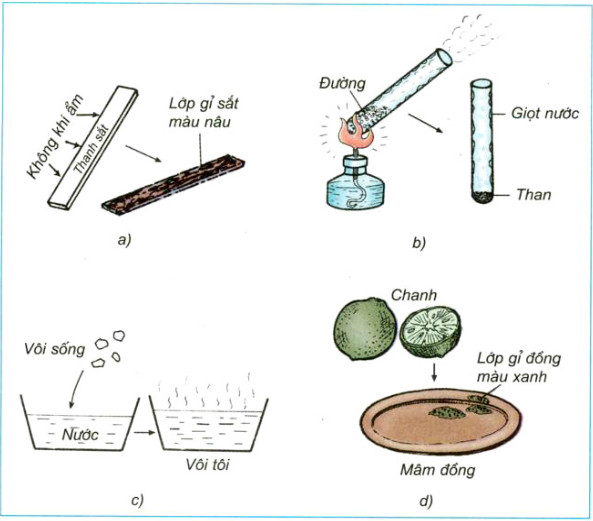 Không khí ẩm
Thanh sắt
Lớp gỉ sắt
màu nâu
a)
Đường
Giọt nước
Than
b)
Vôi sống
Nước
Vôi tôi
c)
Chanh
Lớp gỉ đồng
màu xanh
Mâm đồng
d)